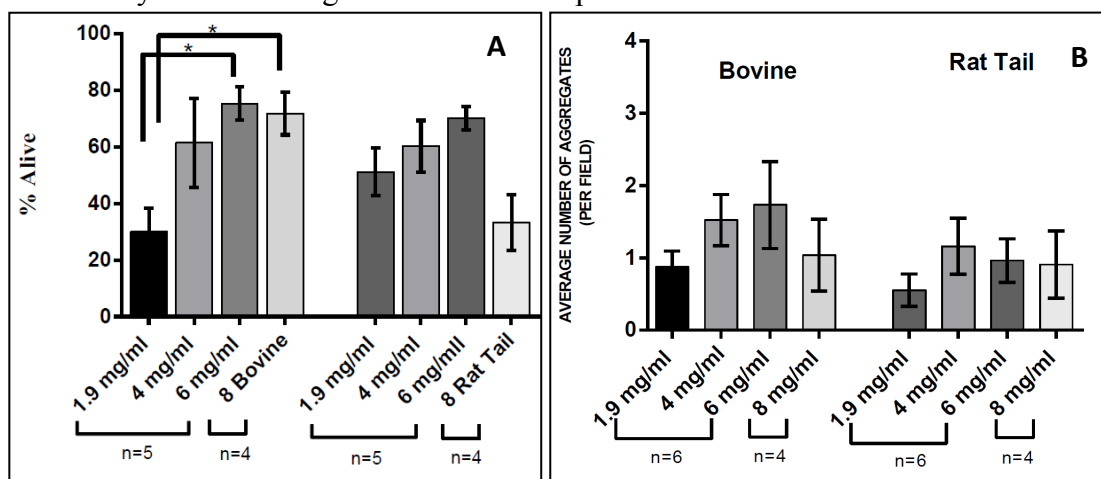 A
*
*
% Alive
100
80
60
40
20
0
1.9 mg/ml
4 mg/ml
6 mg/ml
8 Bovine
1.9 mg/ml
4 mg/ml
6 mg/mll
8 Rat Tail
n=5
n=4
n=5
n=4
B
Bovine
Rat Tail
AVERAGE NUMBER OF AGGREGATES
(PER FIELD)
4
3
2
1
0
1.9 mg/ml
4 mg/ml
6 mg/ml
8 mg/ml
1.9 mg/ml
4 mg/ml
6 mg/ml
8 mg/ml
n=6
n=4
n=6
n=4